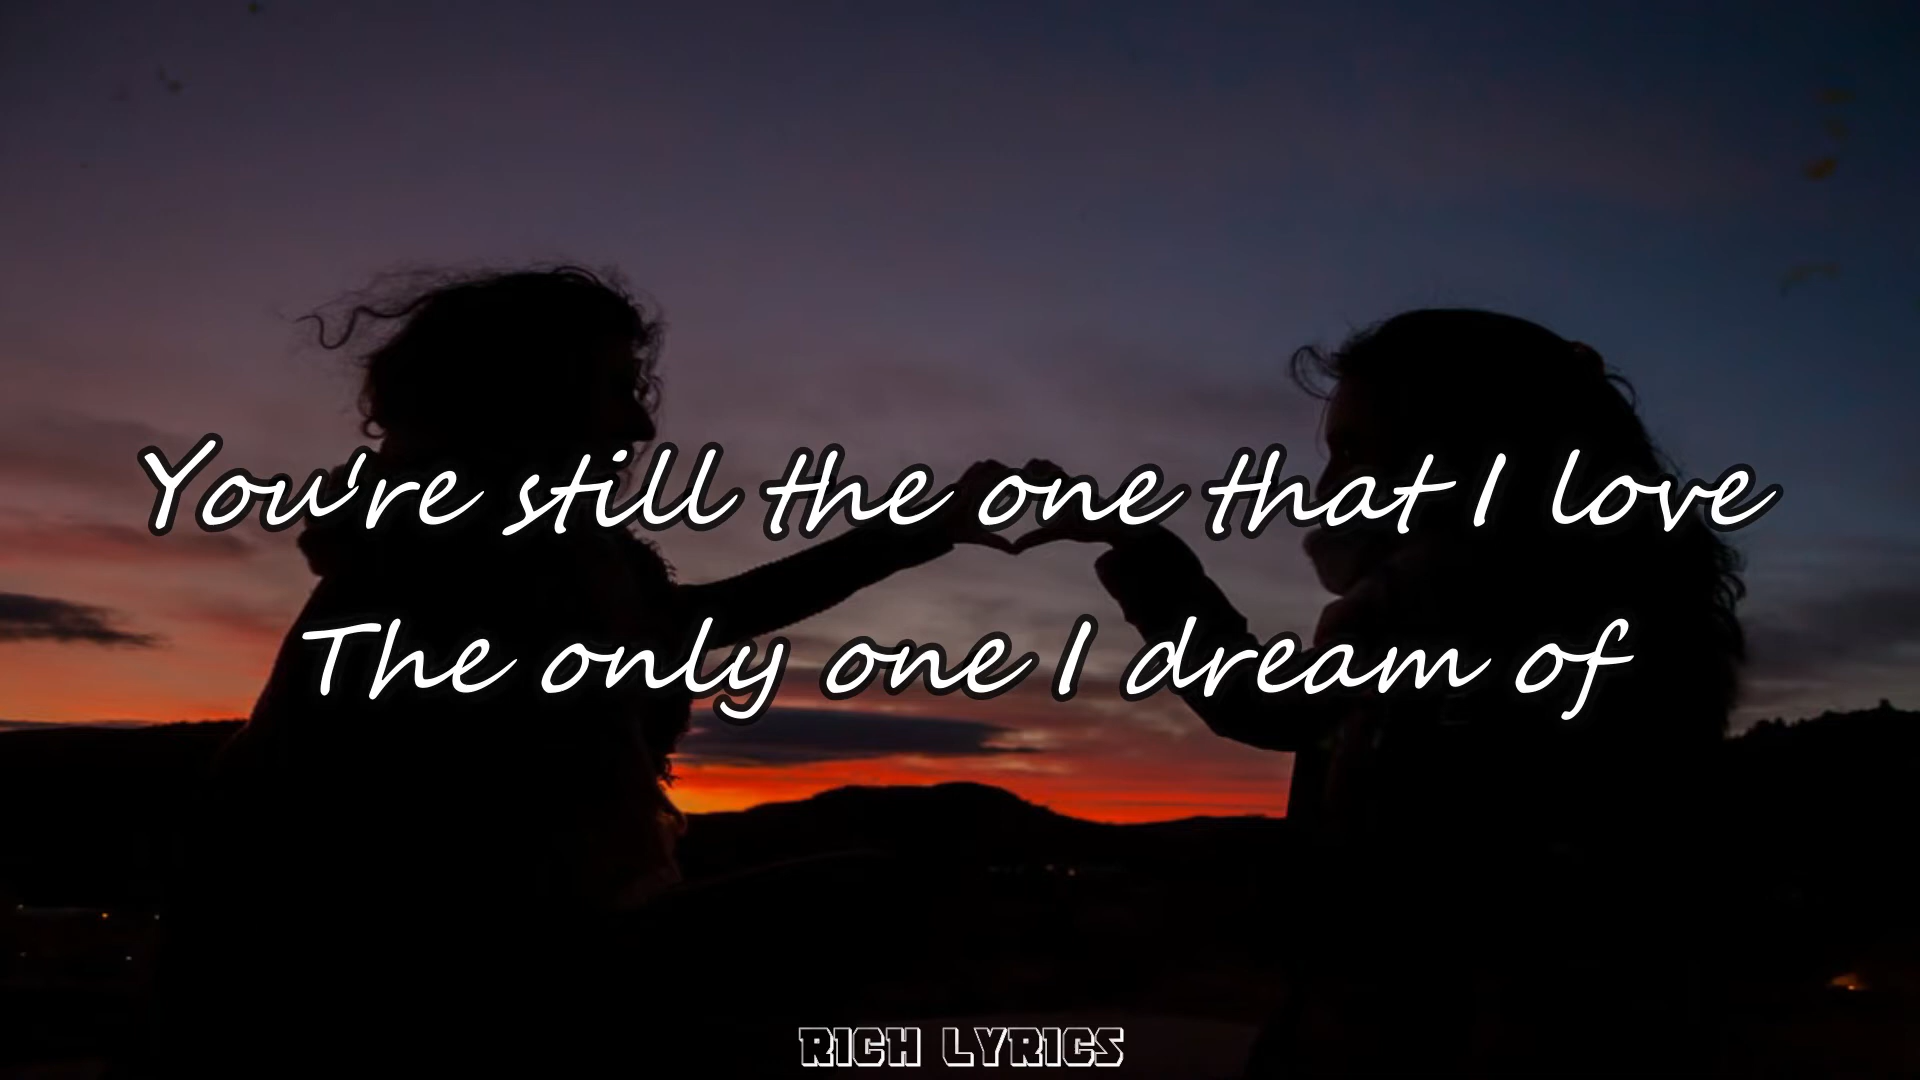 You're still the one that I love
The only one I dream of
RICH LYRICS